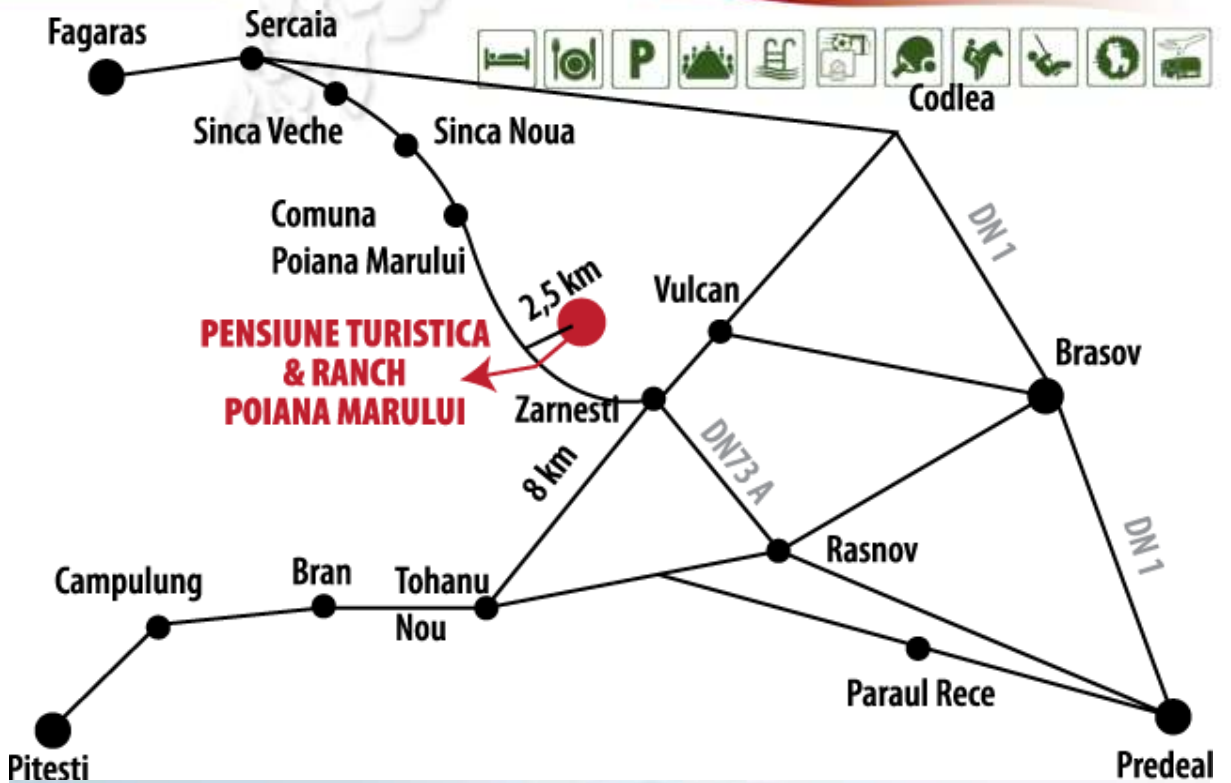 Sercaia
Fagaras
P
Codlea
Sinca Veche
Sinca Noua
Comuna
Poiana Marului
DN 1
2,5 km
Vulcan
PENSIUNE TURISTICA
& RANCH
POIANA MARULUI
Brasov
Zarnesti
DN73 A
8 km
DN 1
Rasnov
Campulung
Bran
Tohanu
Nou
Paraul Rece
Pitesti
Predeal